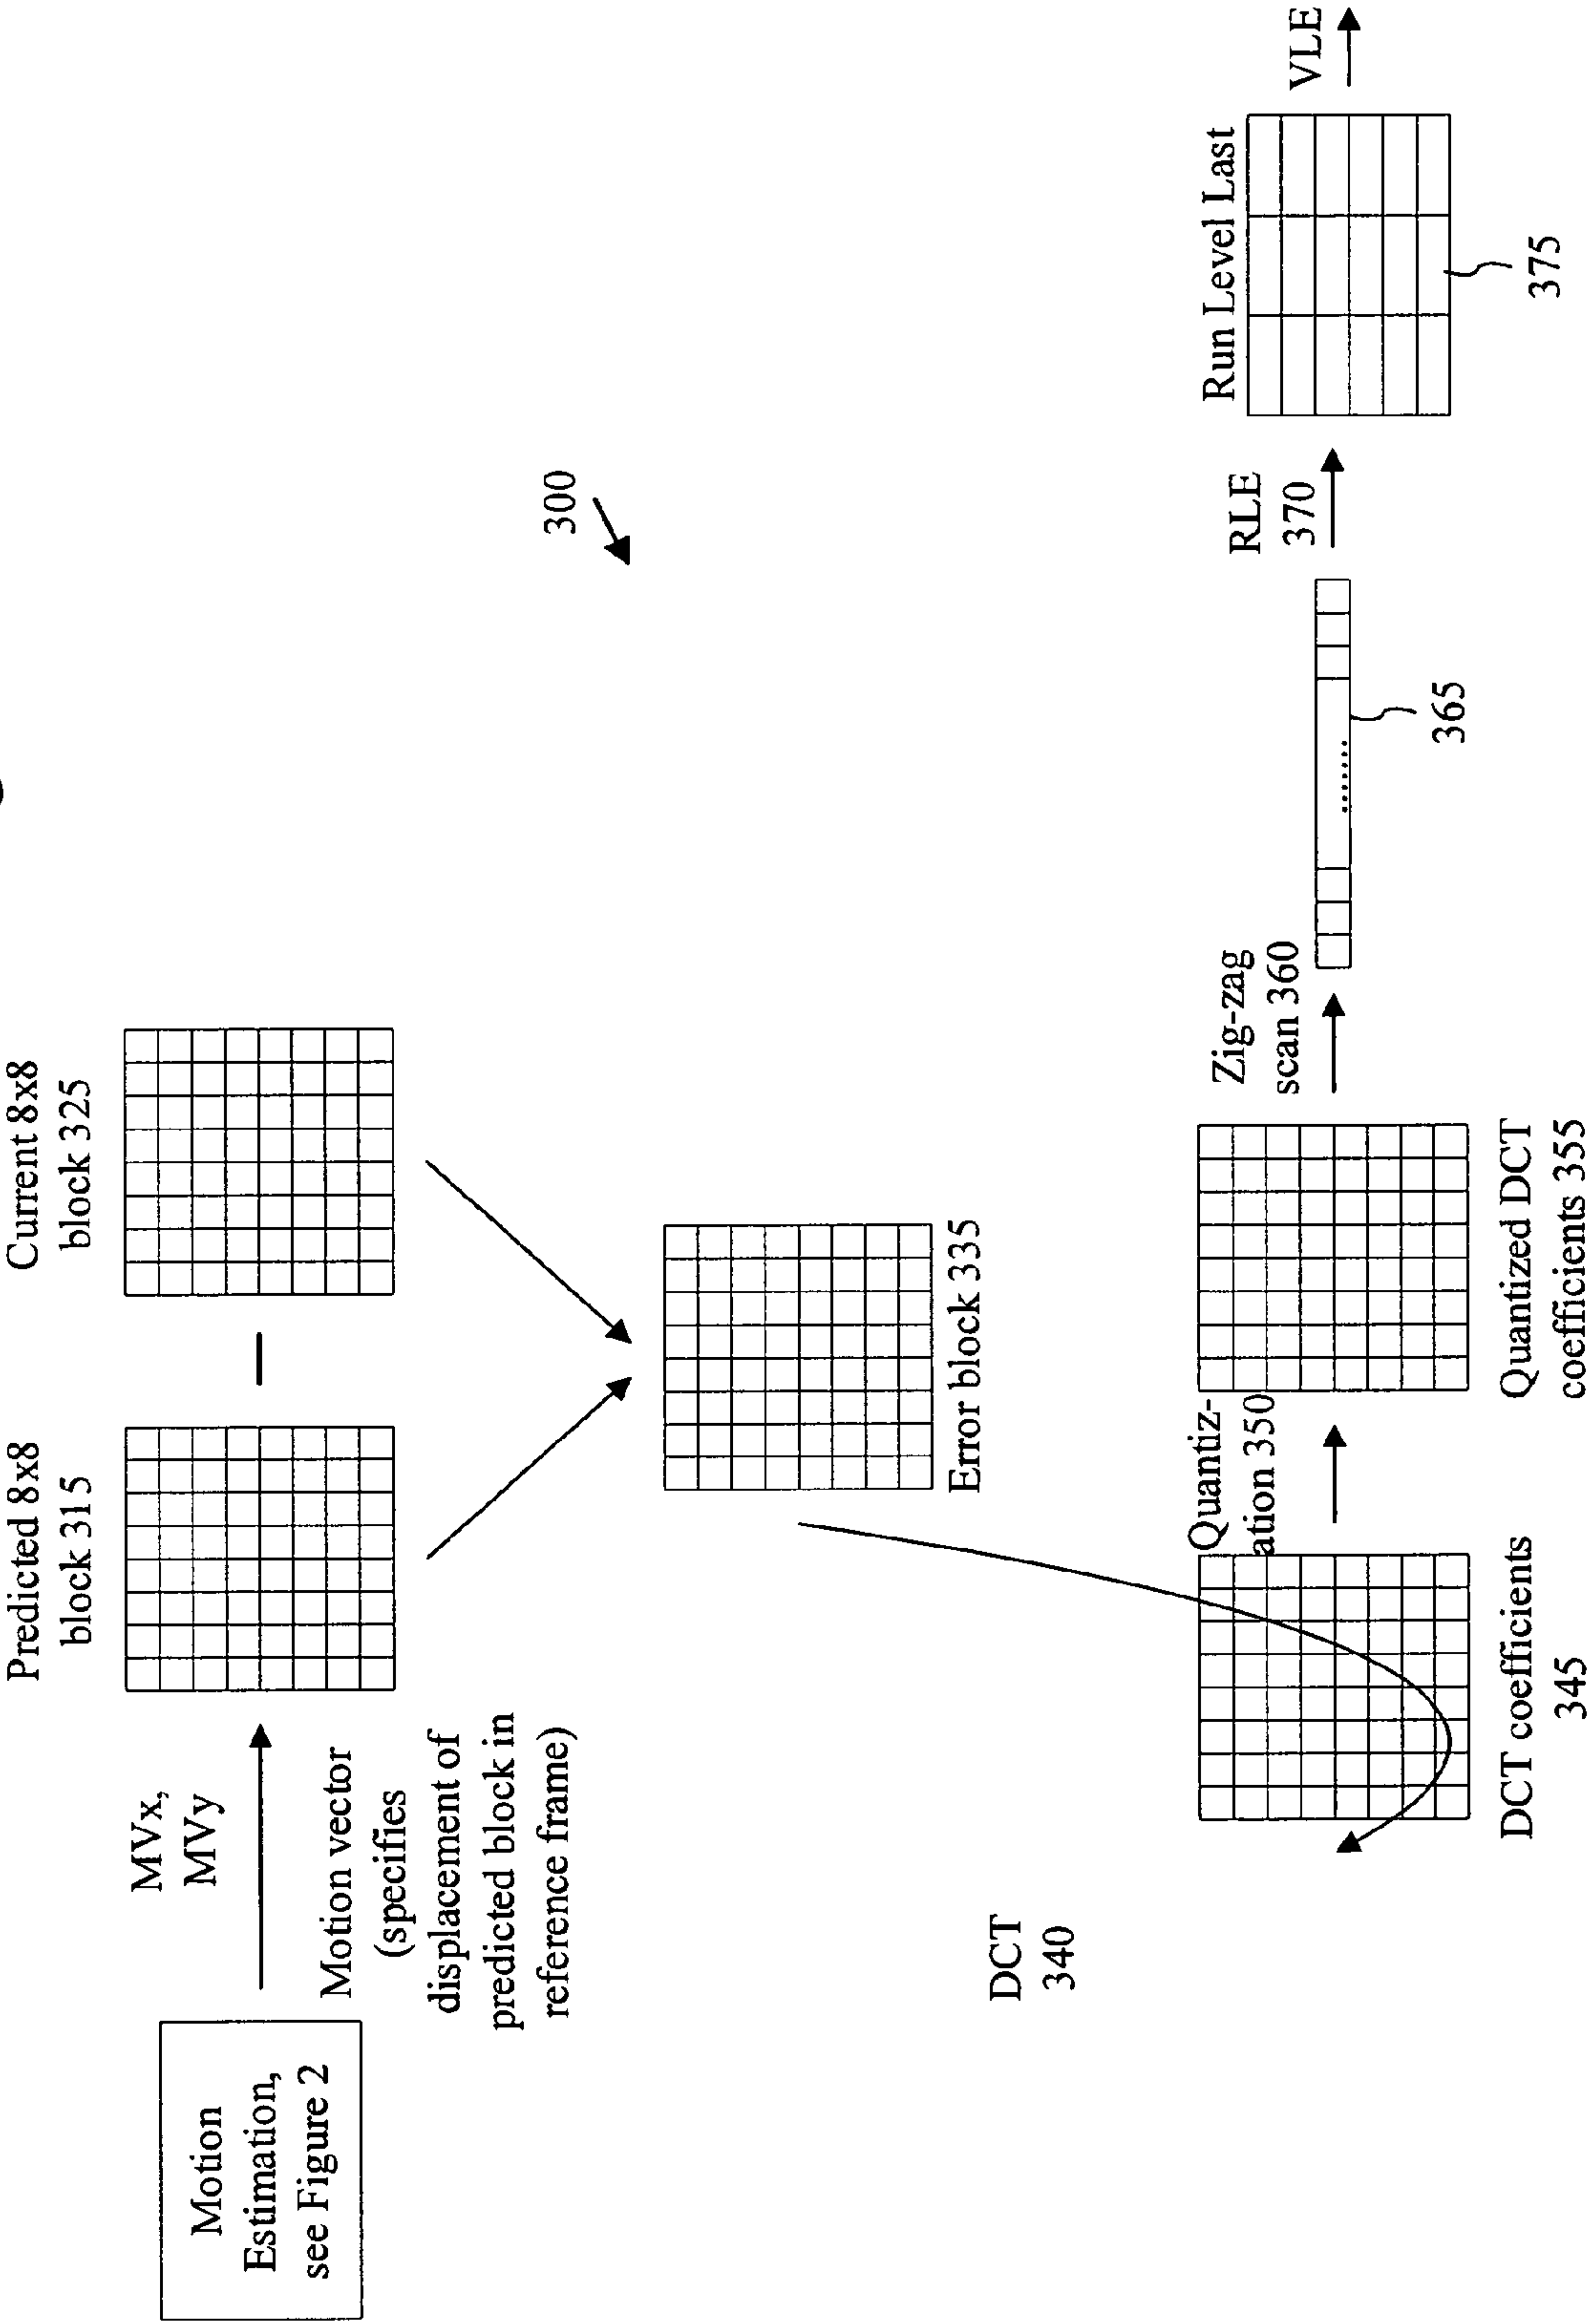 Motion
Estimation,
see Figure 2
MVx,
MVy
Motion vector
(specifies
displacement of
predicted block in
reference frame)
Predicted 8x8
block 315
Current 8x8
block 325
300
Error block 335
DCT
340
DCT coefficients
345
Quantiz-
ation 350
Quantized DCT
coefficients 355
Zig-zag
scan 360
.......
365
RLE
370
Run Level Last
375
VLE